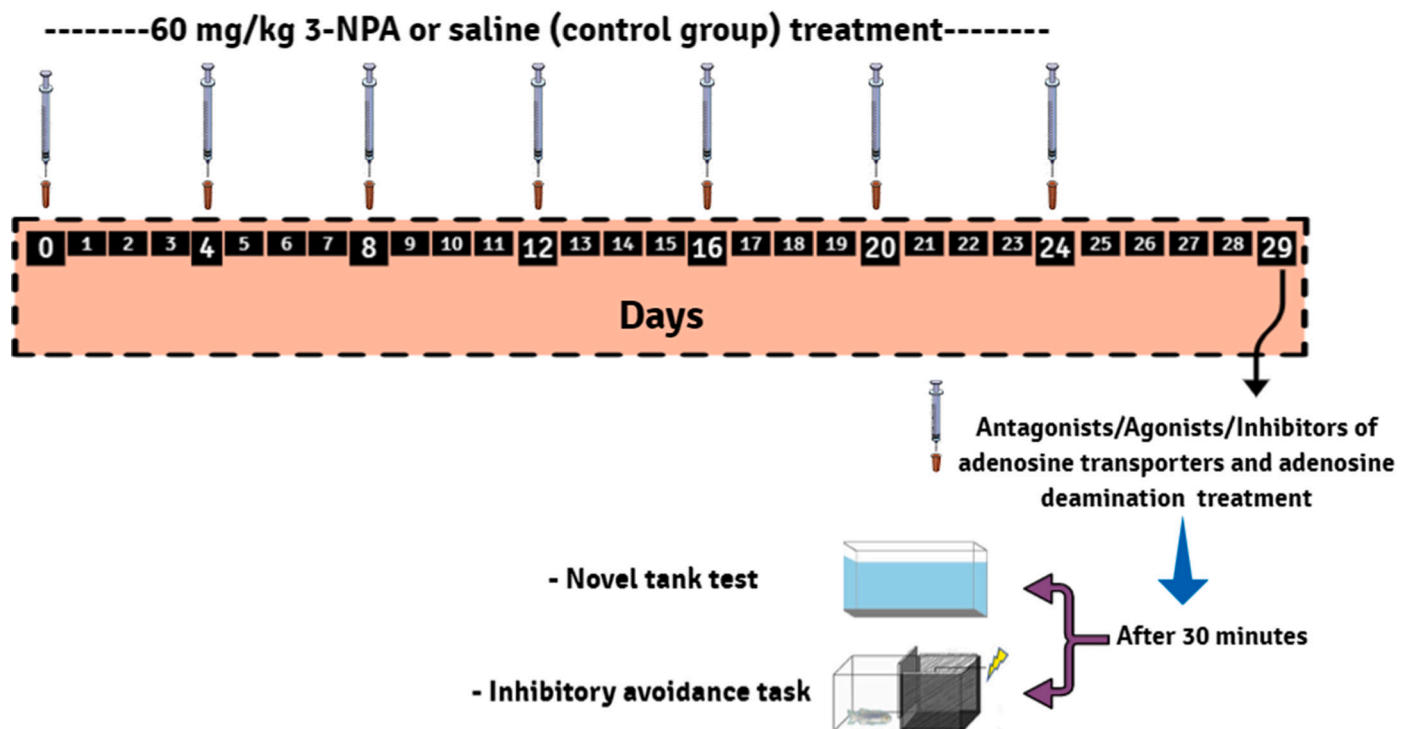 --------60 mg/kg 3-NPA or saline (control group) treatment--------
0 1 2 3 4 5 6 7 8 9 10 11 12 13 14 15 16 17 18 19 20 21 22 23 24 25 26 27 28 29
Days
Antagonists/Agonists/Inhibitors of
adenosine transporters and adenosine
deamination treatment
- Novel tank test
After 30 minutes
- Inhibitory avoidance task